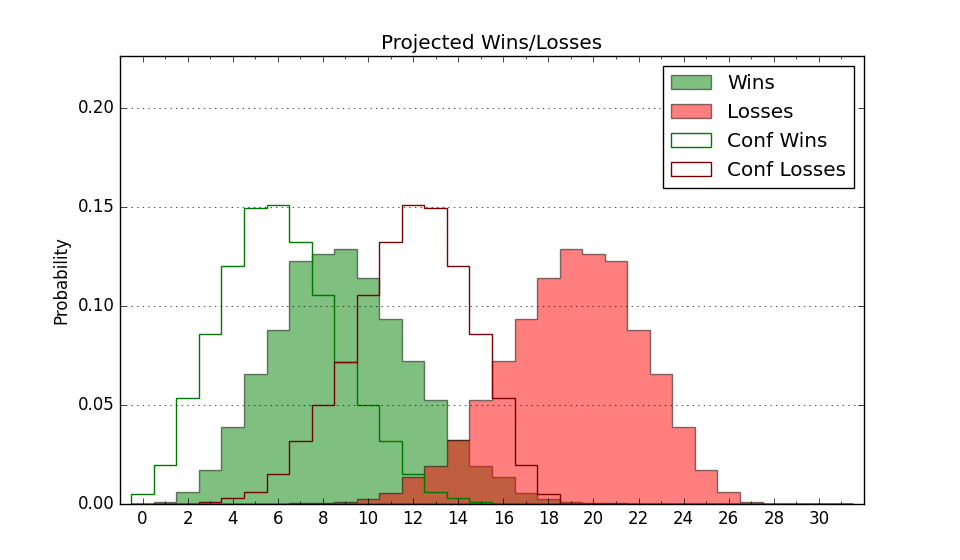 Projected Wins/Losses
Wins
Losses
Conf Wins
Conf Losses
Probability
0.20
0.15
0.10
0.05
0.00
0 2 4 6 8 10 12 14 16 18 20 22 24 26 28 30